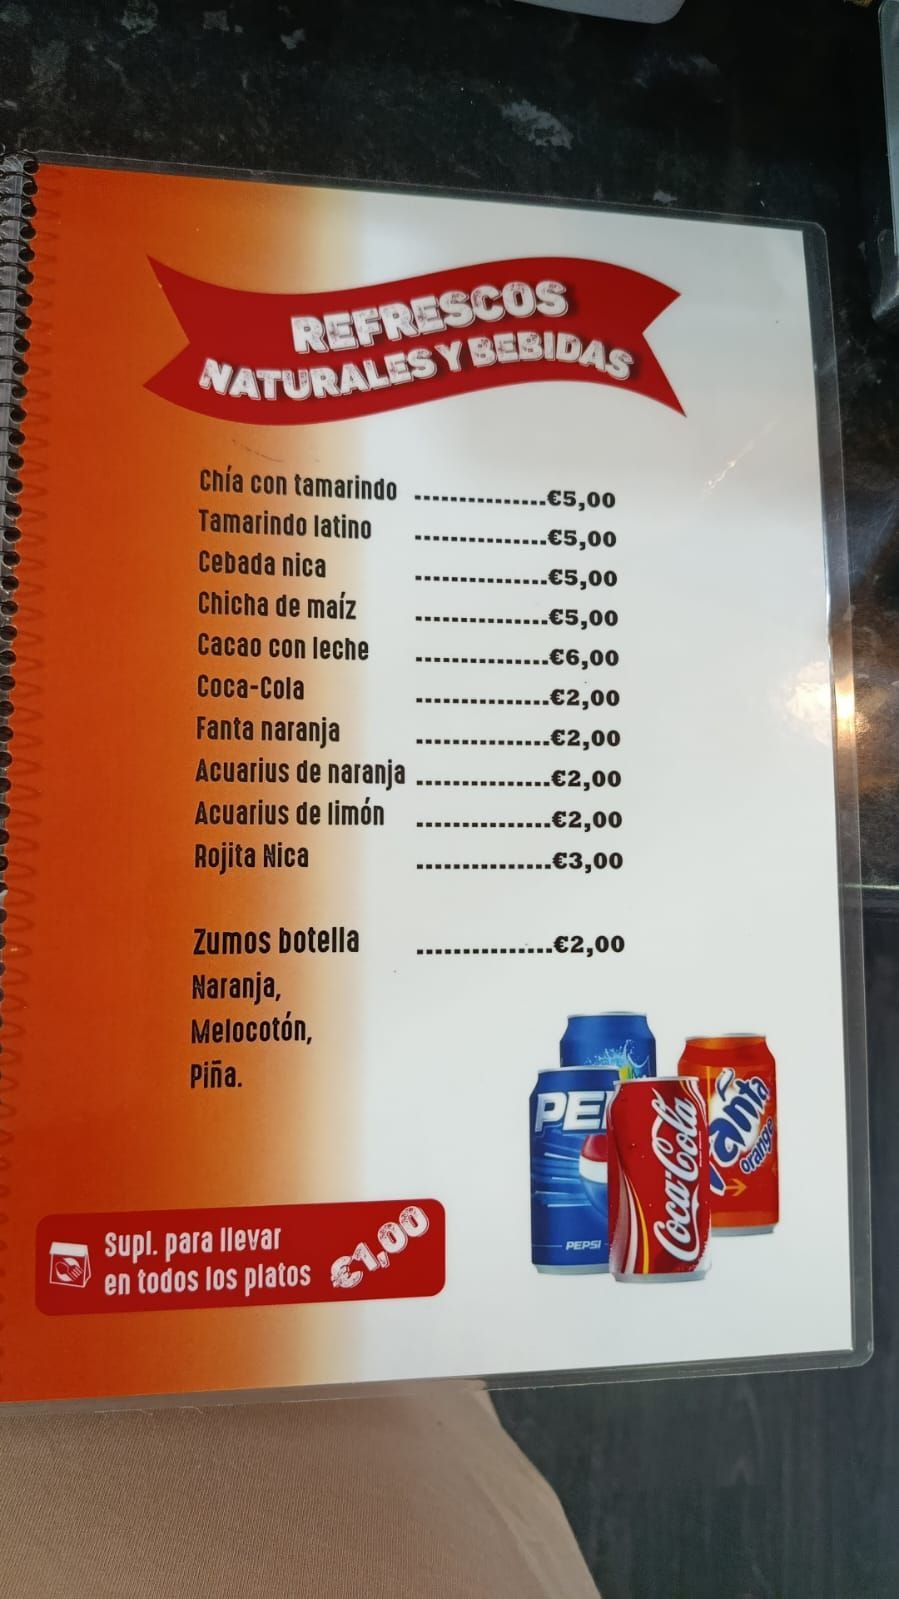 REFRESCOS
NATURALES Y BEBIDAS
Chía con tamarindo ...............€5,00
Tamarindo latino ...............€5,00
Cebada nica ...............€5,00
Chicha de maíz ...............€5,00
Cacao con leche ...............€6,00
Coca-Cola ...............€2,00
Fanta naranja ...............€2,00
Acuarius de naranja ...............€2,00
Acuarius de limón ...............€2,00
Rojita Nica ...............€3,00
Zumos botella ...............€2,00
Naranja,
Melocotón,
Piña.
PEPSI
Coca-Cola
Fanta
orange
Supl. para llevar
en todos los platos €1,00